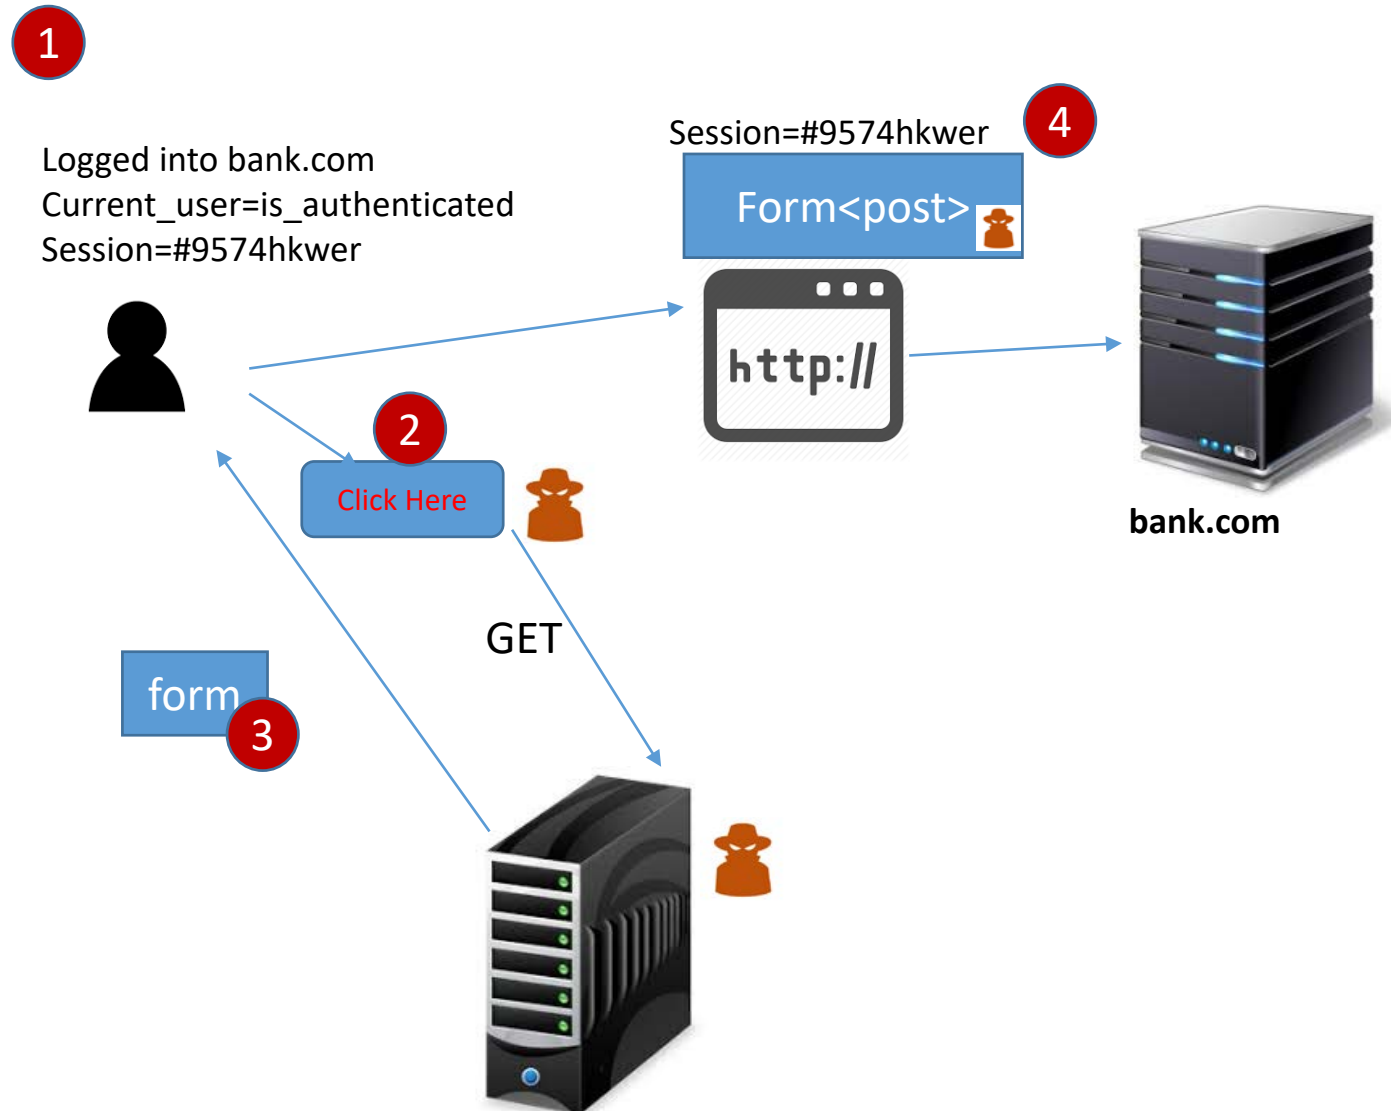 1
Logged into bank.com
Current_user=is_authenticated
Session=#9574hkwer
Session=#9574hkwer
4
Form<post>
http://
bank.com
2
Click Here
GET
form
3